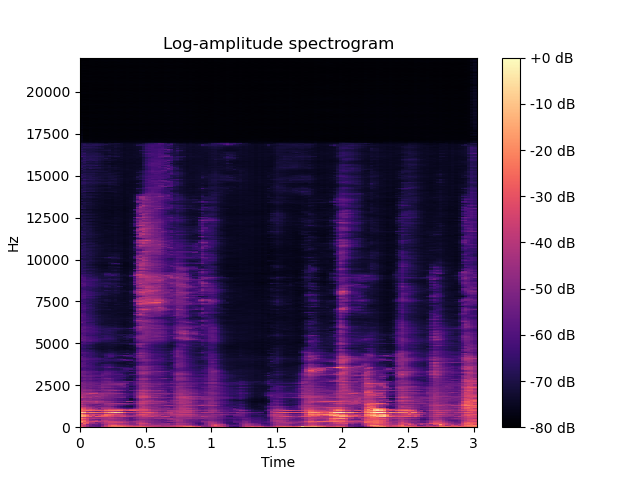 Log-amplitude spectrogram
Hz
20000
17500
15000
12500
10000
7500
5000
2500
0
0 0.5 1 1.5 2 2.5 3
Time
+0 dB
-10 dB
-20 dB
-30 dB
-40 dB
-50 dB
-60 dB
-70 dB
-80 dB